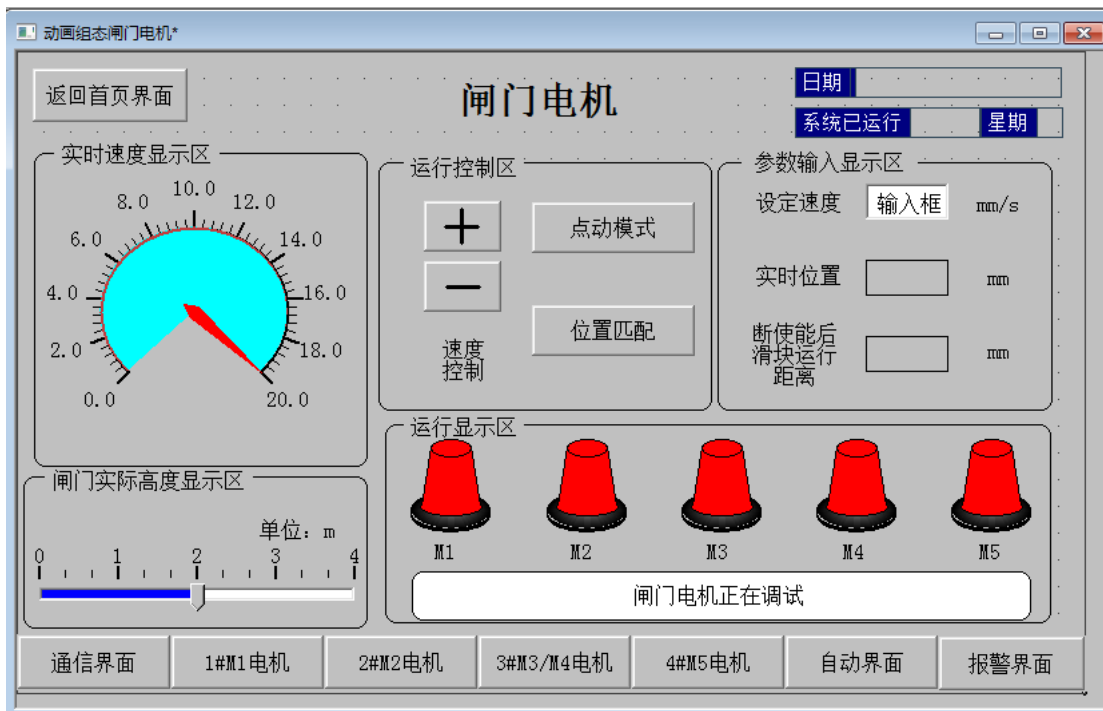 动画组态闸门电机*
返回首页界面
闸门电机
日期
系统已运行
星期
实时速度显示区
0.0
2.0
4.0
6.0
8.0
10.0
12.0
14.0
16.0
18.0
20.0
运行控制区
+
点动模式
−
位置匹配
速度
控制
参数输入显示区
设定速度 输入框 mm/s
实时位置 mm
断使能后
滑块运行
距离
mm
闸门实际高度显示区
单位: m
0 1 2 3 4
运行显示区
M1 M2 M3 M4 M5
闸门电机正在调试
通信界面 1#M1电机 2#M2电机 3#M3/M4电机 4#M5电机 自动界面 报警界面